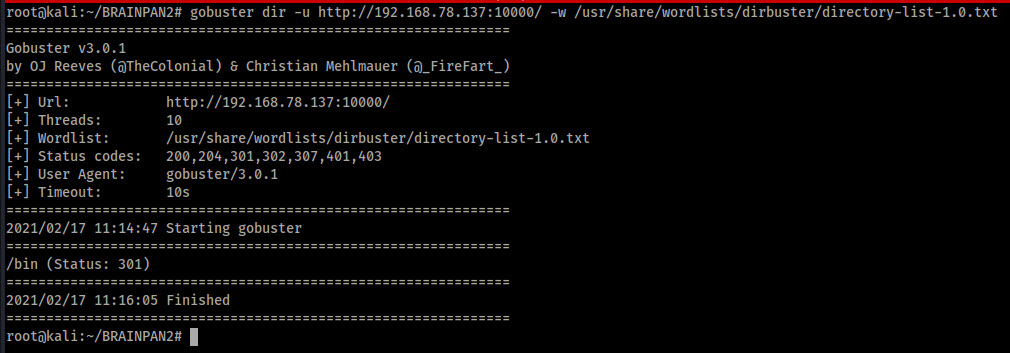 root@kali:~/BRAINPAN2# gobuster dir -u http://192.168.78.137:10000/ -w /usr/share/wordlists/dirbuster/directory-list-1.0.txt
===============================================================
Gobuster v3.0.1
by OJ Reeves (@TheColonial) & Christian Mehlmauer (@_FireFart_)
===============================================================
[+] Url:            http://192.168.78.137:10000/
[+] Threads:        10
[+] Wordlist:       /usr/share/wordlists/dirbuster/directory-list-1.0.txt
[+] Status codes:   200,204,301,302,307,401,403
[+] User Agent:     gobuster/3.0.1
[+] Timeout:        10s
===============================================================
2021/02/17 11:14:47 Starting gobuster
===============================================================
/bin (Status: 301)
===============================================================
2021/02/17 11:16:05 Finished
===============================================================
root@kali:~/BRAINPAN2#